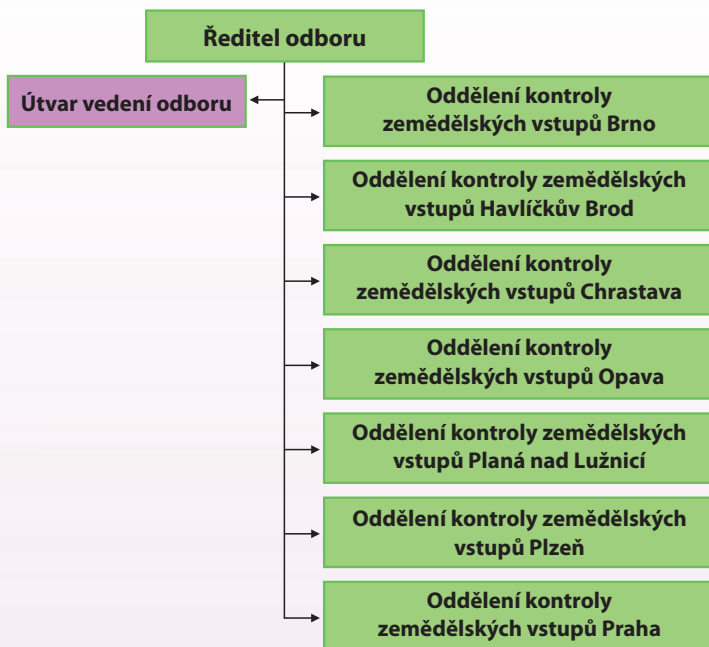 Ředitel odboru
Útvar vedení odboru
Oddělení kontroly
zemědělských vstupů Brno
Oddělení kontroly zemědělských
vstupů Havlíčkův Brod
Oddělení kontroly
zemědělských vstupů Chrastava
Oddělení kontroly
zemědělských vstupů Opava
Oddělení kontroly zemědělských
vstupů Planá nad Lužnicí
Oddělení kontroly zemědělských
vstupů Plzeň
Oddělení kontroly
zemědělských vstupů Praha